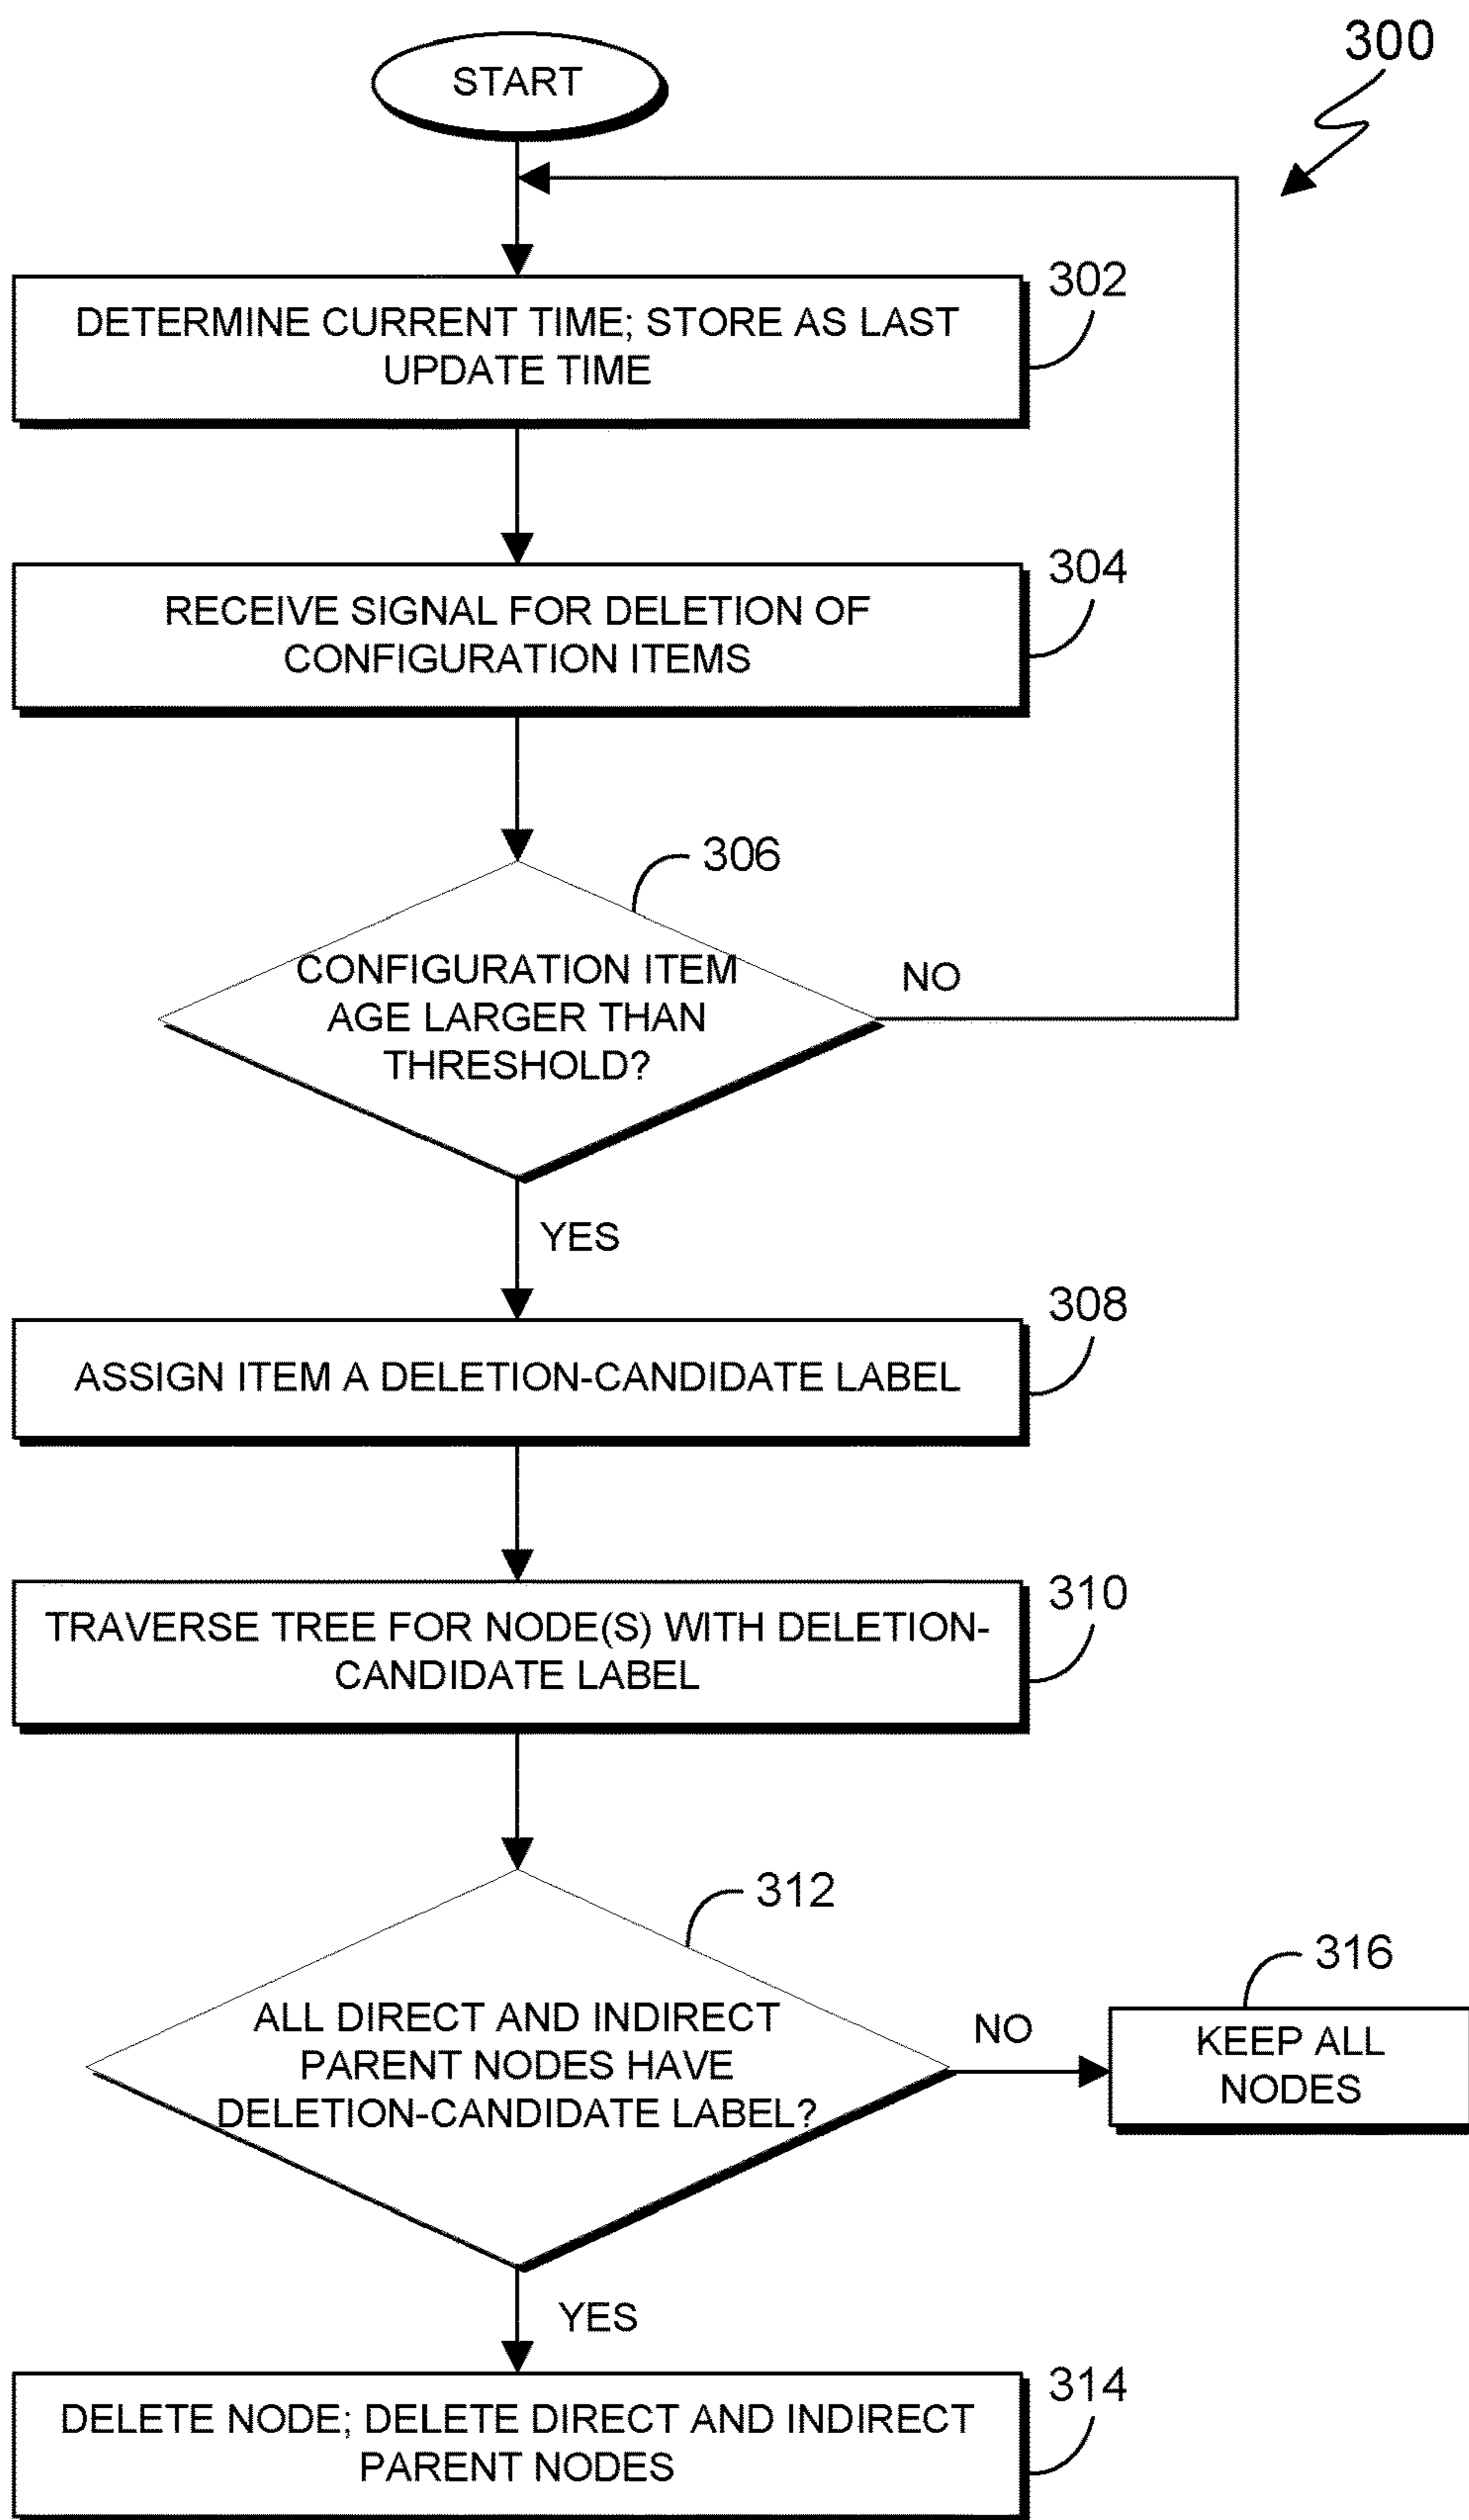 300
START
302
DETERMINE CURRENT TIME; STORE AS LAST
UPDATE TIME
304
RECEIVE SIGNAL FOR DELETION OF
CONFIGURATION ITEMS
306
CONFIGURATION ITEM
AGE LARGER THAN
THRESHOLD?
NO
YES
308
ASSIGN ITEM A DELETION-CANDIDATE LABEL
310
TRAVERSE TREE FOR NODE(S) WITH DELETION-
CANDIDATE LABEL
312
ALL DIRECT AND INDIRECT
PARENT NODES HAVE
DELETION-CANDIDATE LABEL?
NO
316
KEEP ALL
NODES
YES
314
DELETE NODE; DELETE DIRECT AND INDIRECT
PARENT NODES